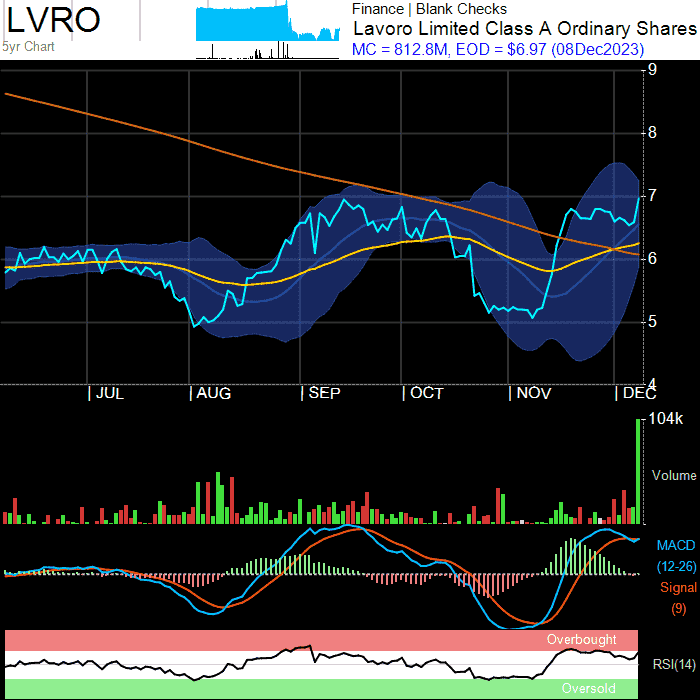 LVRO
5yr Chart
Finance | Blank Checks
Lavoro Limited Class A Ordinary Shares
MC = 812.8M, EOD = $6.97 (08Dec2023)
9
8
7
6
5
4
| JUL
| AUG
| SEP
| OCT
| NOV
| DEC
104k
Volume
MACD
(12-26)
Signal
(9)
Overbought
RSI(14)
Oversold